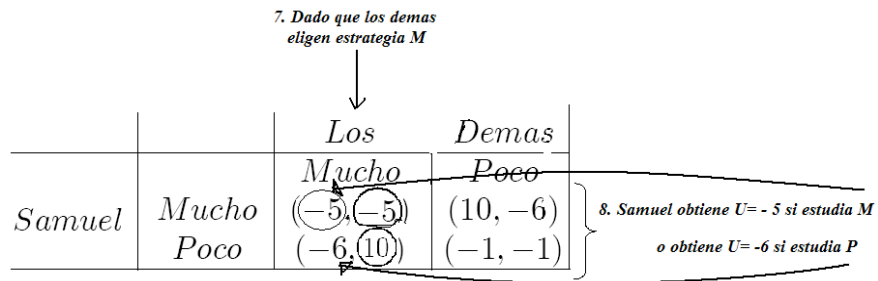 7. Dado que los demas
eligen estrategia M
Los Demas
Mucho Poco
Samuel Mucho (−5, −5) (10, −6)
Poco (−6, 10) (−1, −1)
8. Samuel obtiene U= - 5 si estudia M
o obtiene U= -6 si estudia P